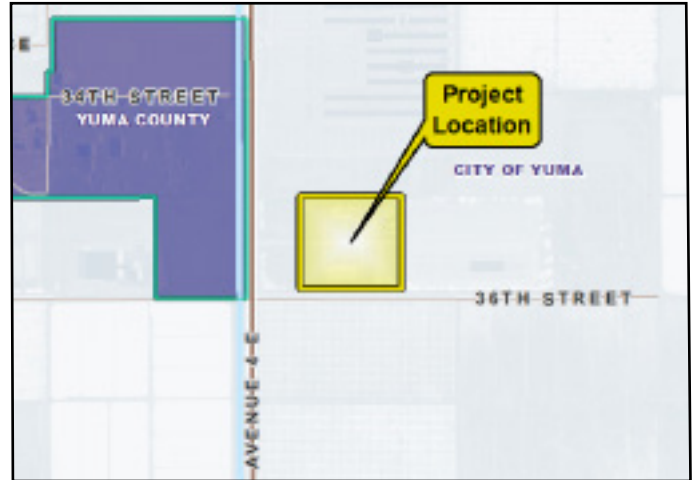 E
34TH STREET
YUMA COUNTY
Project
Location
CITY OF YUMA
36TH STREET
AVENUE 4 E